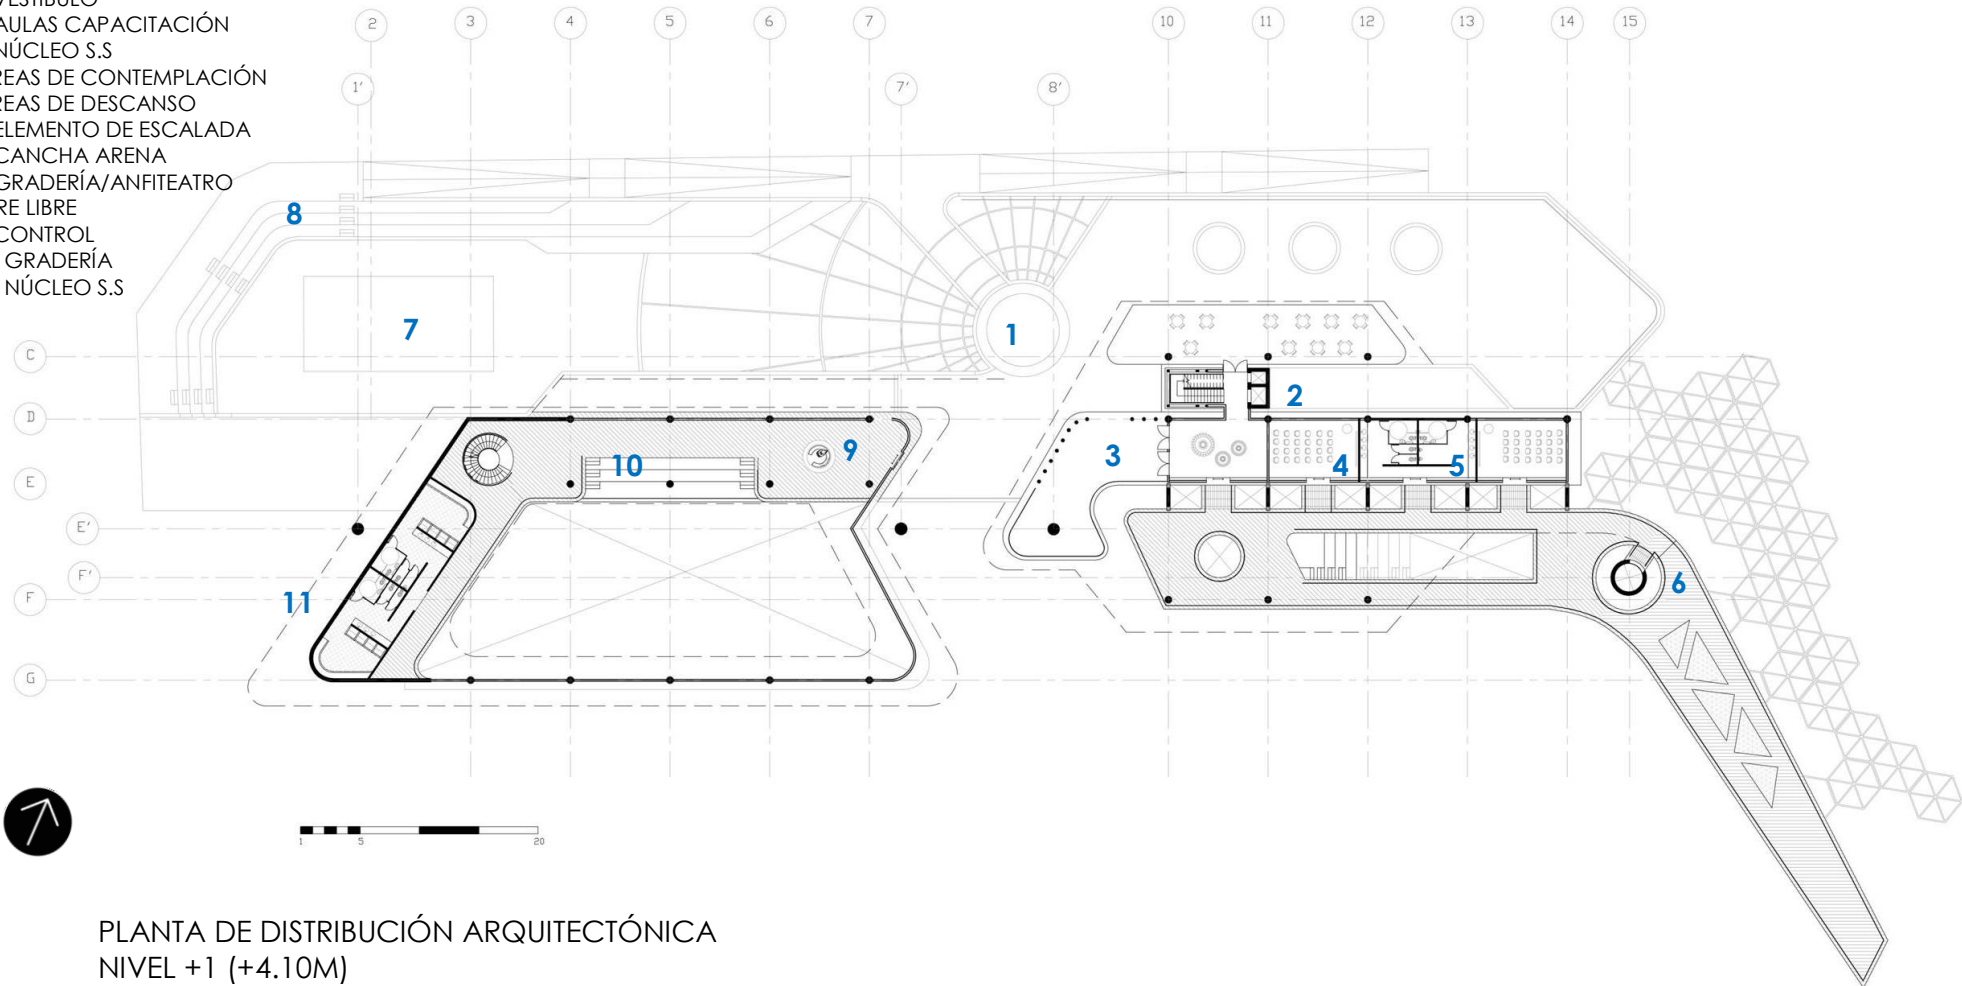 VESTÍBULO
AULAS CAPACITACIÓN
NÚCLEO S.S
REAS DE CONTEMPLACIÓN
REAS DE DESCANSO
ELEMENTO DE ESCALADA
CANCHA ARENA
GRADERÍA/ANFITEATRO
RE LIBRE
CONTROL
GRADERÍA
NÚCLEO S.S
2 3 4 5 6 7 10 11 12 13 14 15
1' 7' 8'
8
7
1
C
2
D
9
10
3
4
5
E
E'
F'
6
F
11
G
1 5 20
PLANTA DE DISTRIBUCIÓN ARQUITECTÓNICA
NIVEL +1 (+4.10M)